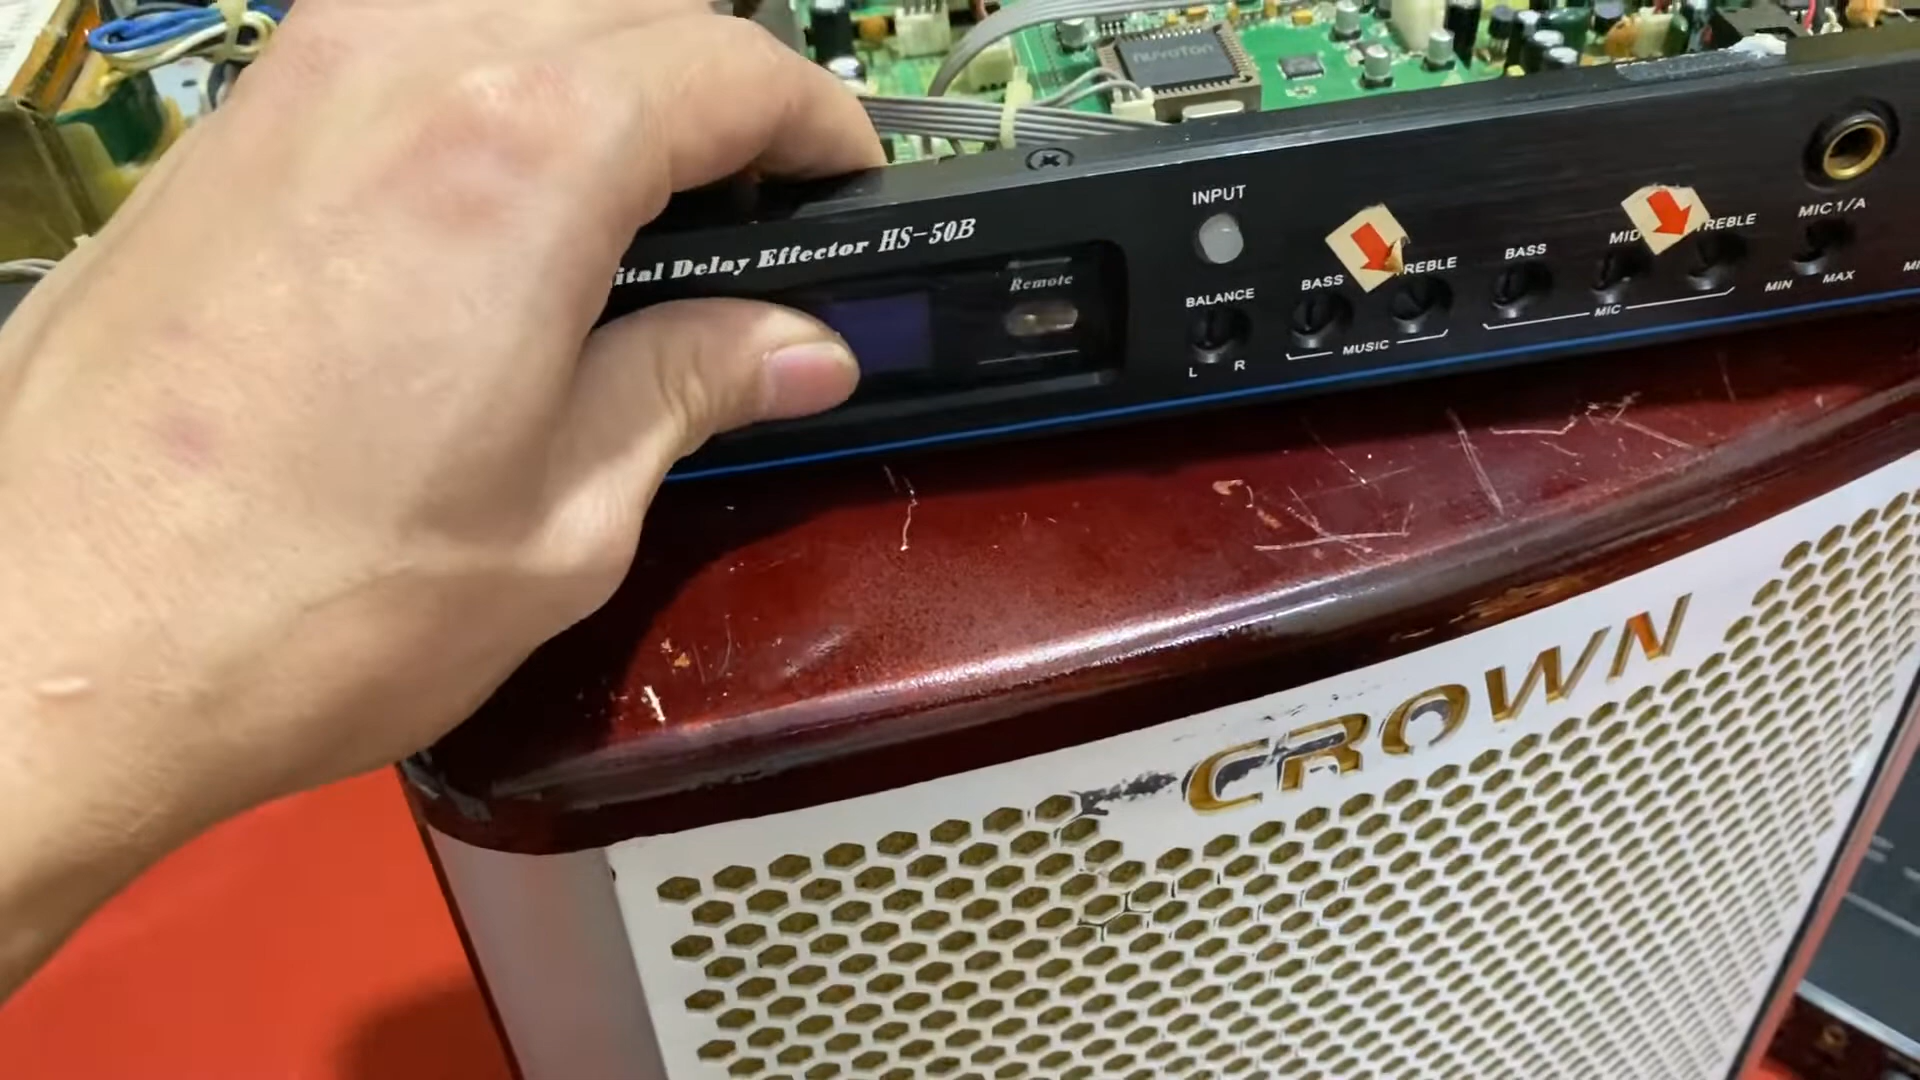 nuvoTon
ital Delay Effector HS-50B
Remote
INPUT
BALANCE
L R
BASS
REBLE
MUSIC
BASS
MID
TREBLE
MIC
MIC 1/A
MIN MAX
CROWN